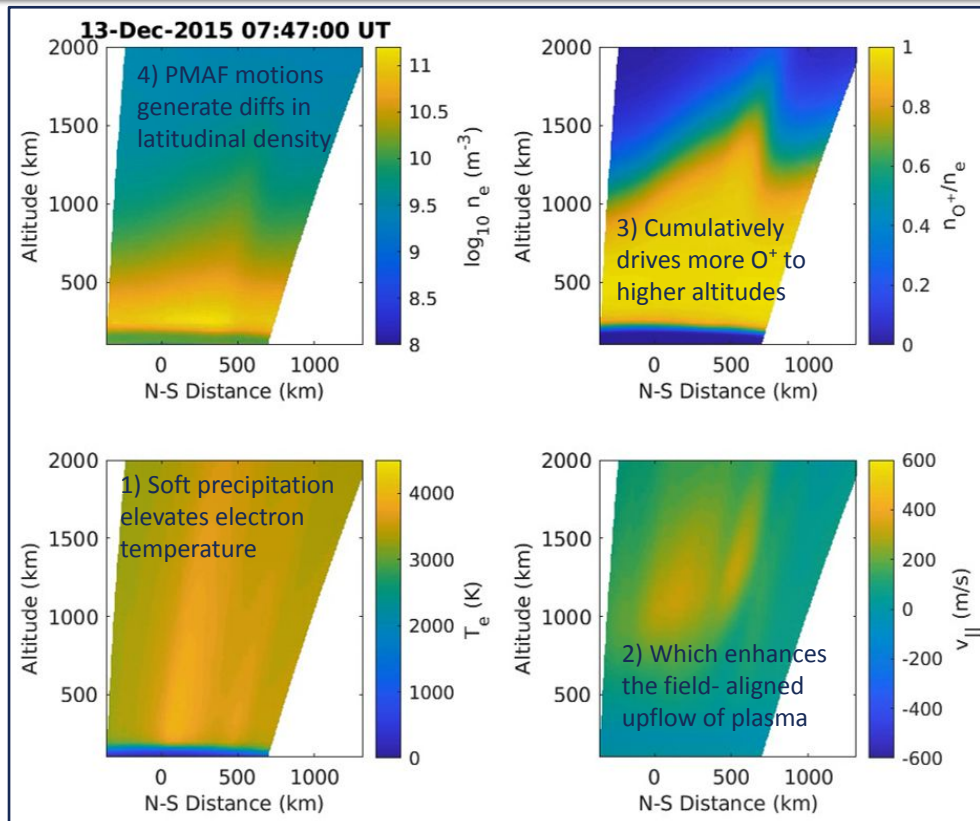 13-Dec-2015 07:47:00 UT
2000
1500
1000
500
Altitude (km)
4) PMAF motions
generate diffs in
latitudinal density
0 500 1000
N-S Distance (km)
11
10.5
10
9.5
9
8.5
8
log₁₀ nₑ (m⁻³)
2000
1500
1000
500
Altitude (km)
3) Cumulatively
drives more O⁺ to
higher altitudes
0 500 1000
N-S Distance (km)
1
0.8
0.6
0.4
0.2
0
n_O⁺/nₑ
2000
1500
1000
500
Altitude (km)
1) Soft precipitation
elevates electron
temperature
0 500 1000
N-S Distance (km)
4000
3000
2000
1000
0
Tₑ (K)
2000
1500
1000
500
Altitude (km)
2) Which enhances
the field- aligned
upflow of plasma
0 500 1000
N-S Distance (km)
600
400
200
0
-200
-400
-600
v_|| (m/s)